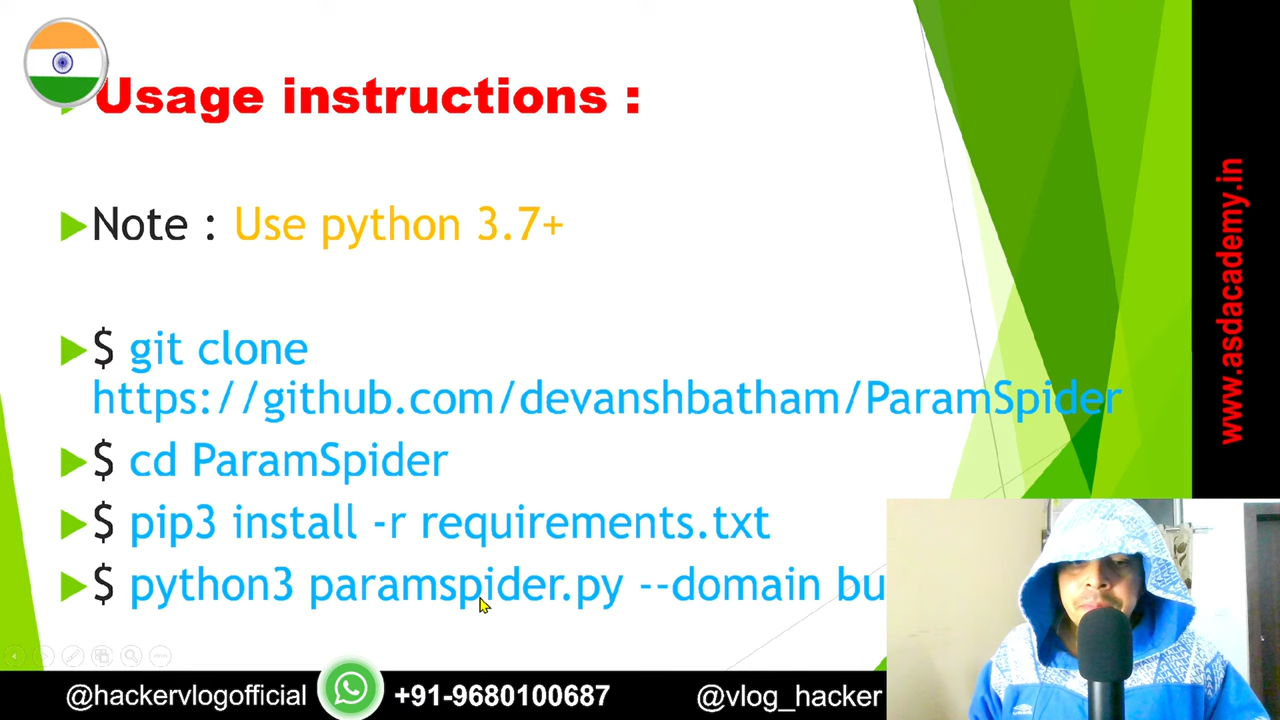 Usage instructions :
Note : Use python 3.7+
$ git clone
https://github.com/devanshbatham/ParamSpider
$ cd ParamSpider
$ pip3 install -r requirements.txt
$ python3 paramspider.py --domain bu
www.asdacademy.in
@hackervlogofficial
+91-9680100687
@vlog_hacker